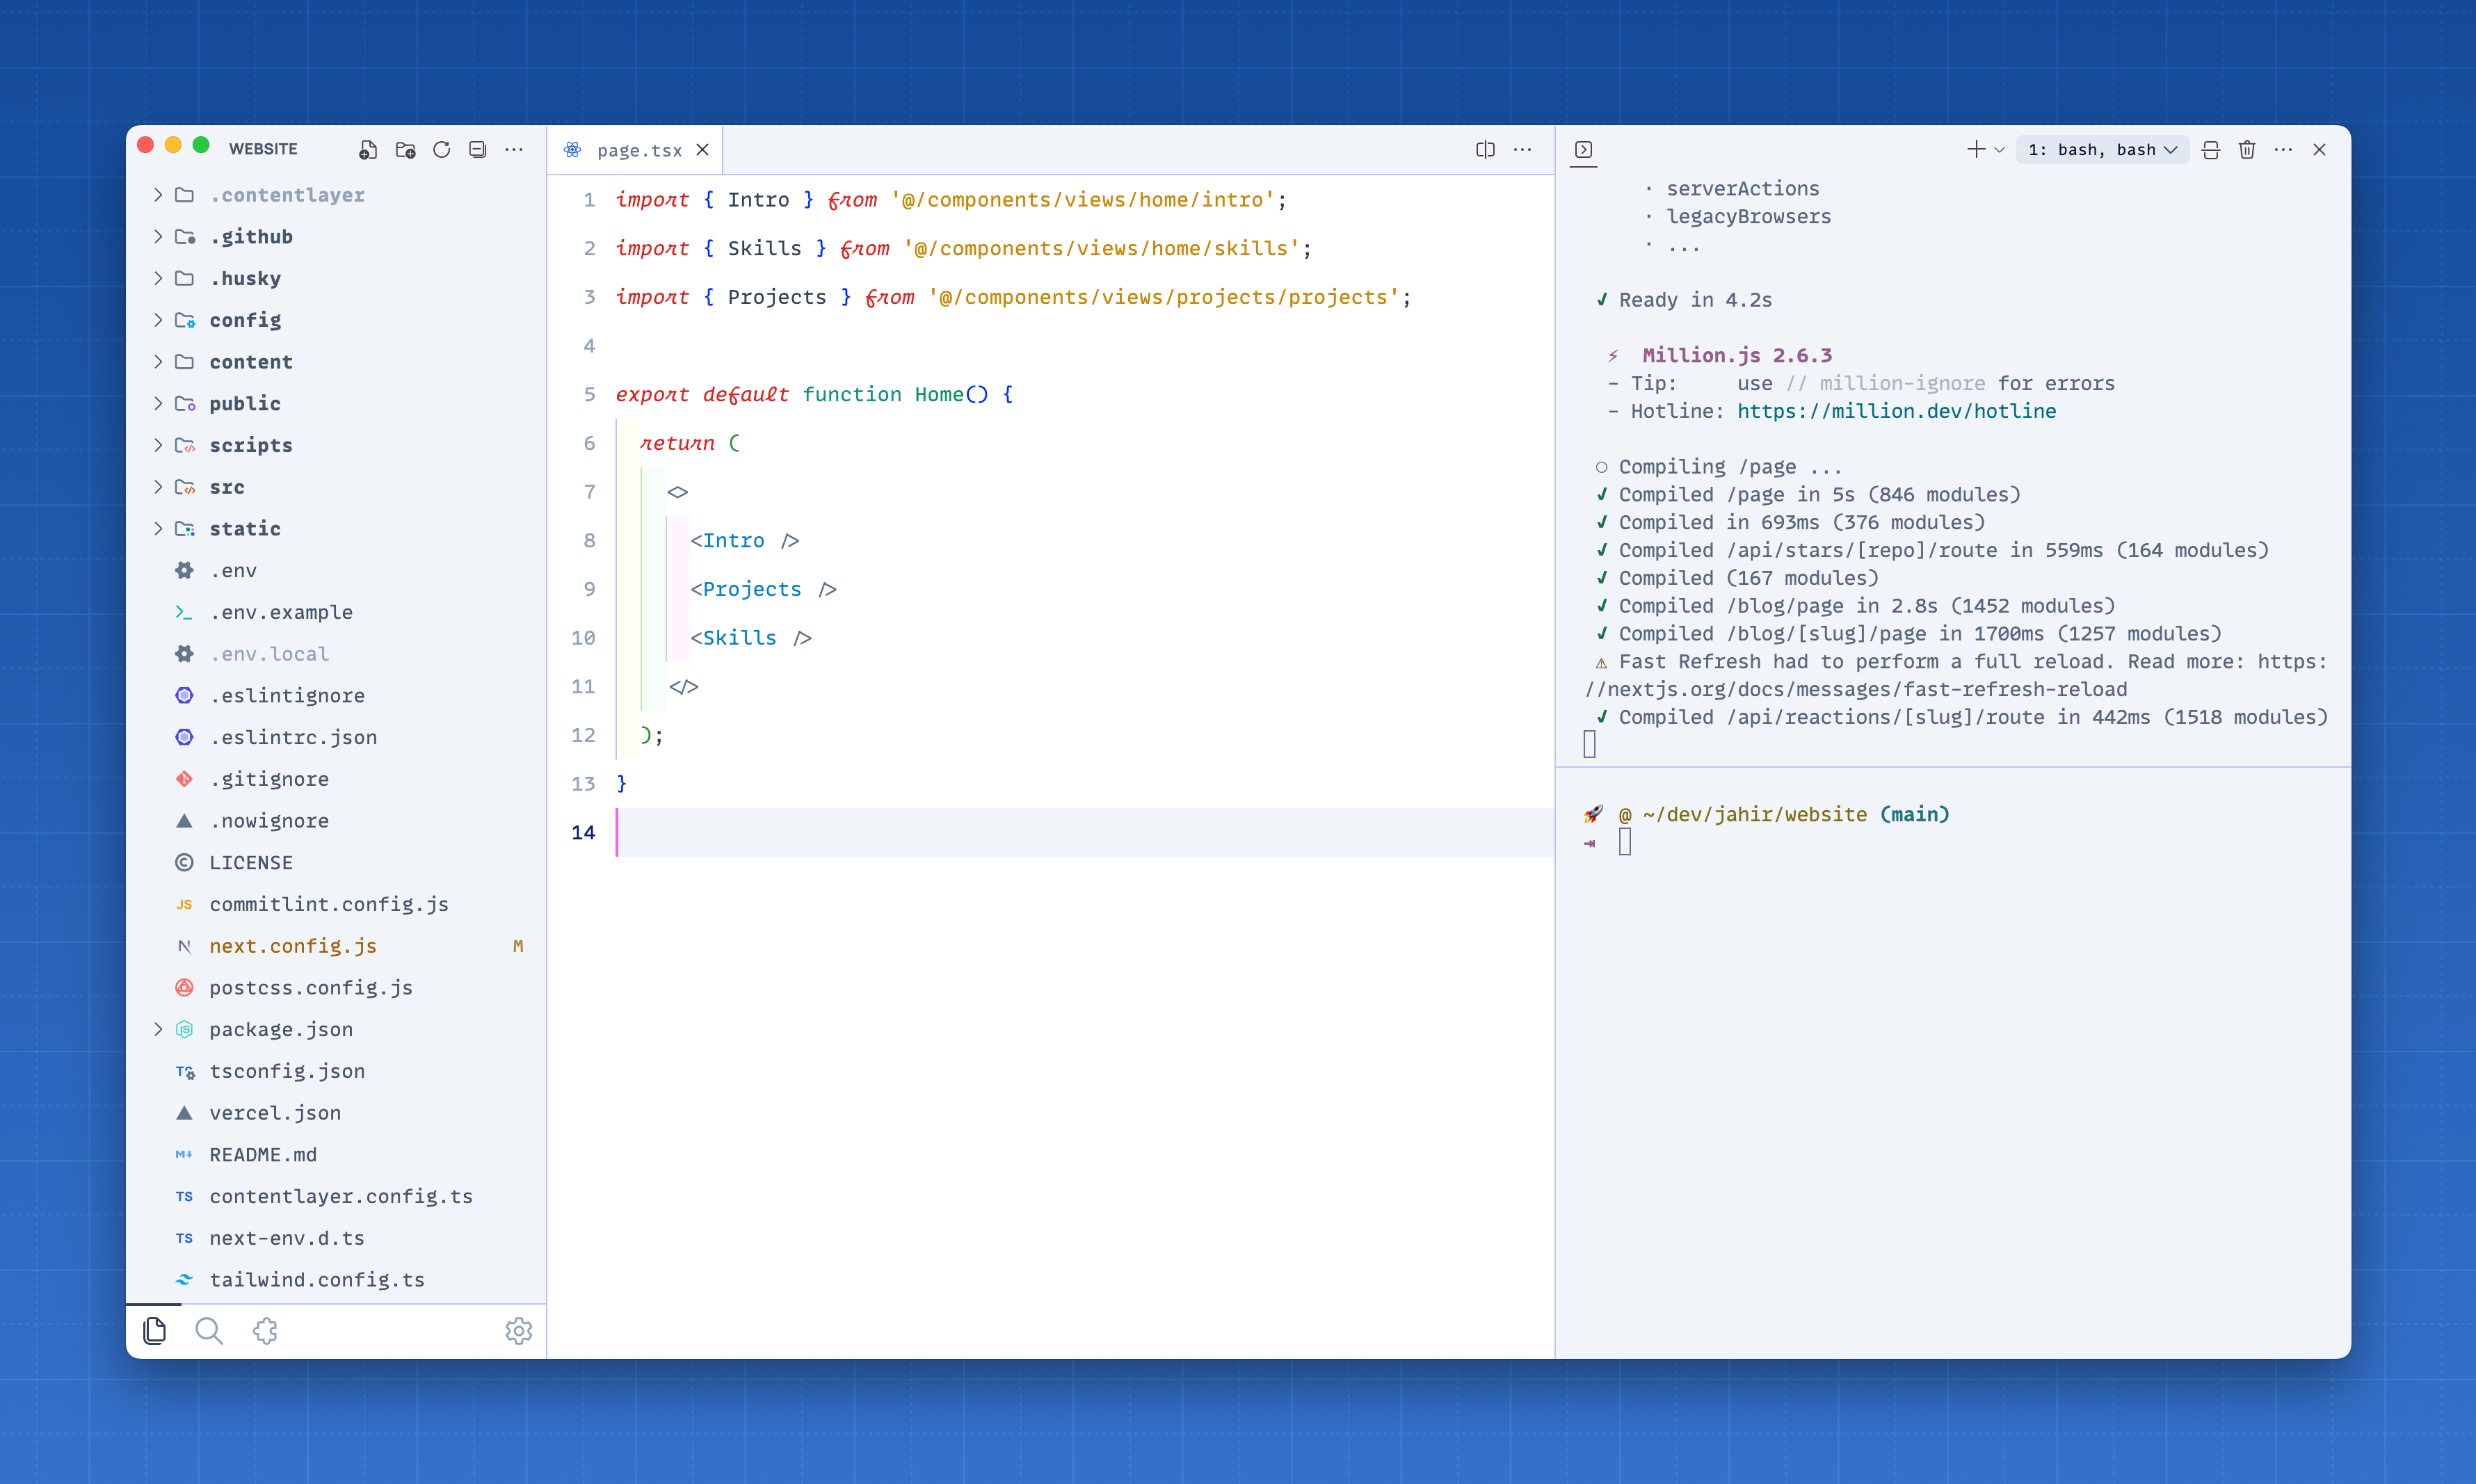 WEBSITE
.contentlayer
.github
.husky
config
content
public
scripts
src
static
.env
.env.example
.env.local
.eslintignore
.eslintrc.json
.gitignore
.nowignore
LICENSE
JS commitlint.config.js
next.config.js M
postcss.config.js
package.json
tsconfig.json
vercel.json
README.md
TS contentlayer.config.ts
TS next-env.d.ts
tailwind.config.ts
page.tsx
1 import { Intro } from '@/components/views/home/intro';
2 import { Skills } from '@/components/views/home/skills';
3 import { Projects } from '@/components/views/projects/projects';
4
5 export default function Home() {
6 return (
7 <>
8 <Intro />
9 <Projects />
10 <Skills />
11 </>
12 );
13 }
14
1: bash, bash
· serverActions
· legacyBrowsers
· ...
✓ Ready in 4.2s
⚡ Million.js 2.6.3
- Tip: use // million-ignore for errors
- Hotline: https://million.dev/hotline
○ Compiling /page ...
✓ Compiled /page in 5s (846 modules)
✓ Compiled in 693ms (376 modules)
✓ Compiled /api/stars/[repo]/route in 559ms (164 modules)
✓ Compiled (167 modules)
✓ Compiled /blog/page in 2.8s (1452 modules)
✓ Compiled /blog/[slug]/page in 1700ms (1257 modules)
⚠ Fast Refresh had to perform a full reload. Read more: https:
//nextjs.org/docs/messages/fast-refresh-reload
✓ Compiled /api/reactions/[slug]/route in 442ms (1518 modules)
🚀 @ ~/dev/jahir/website (main)
⇥